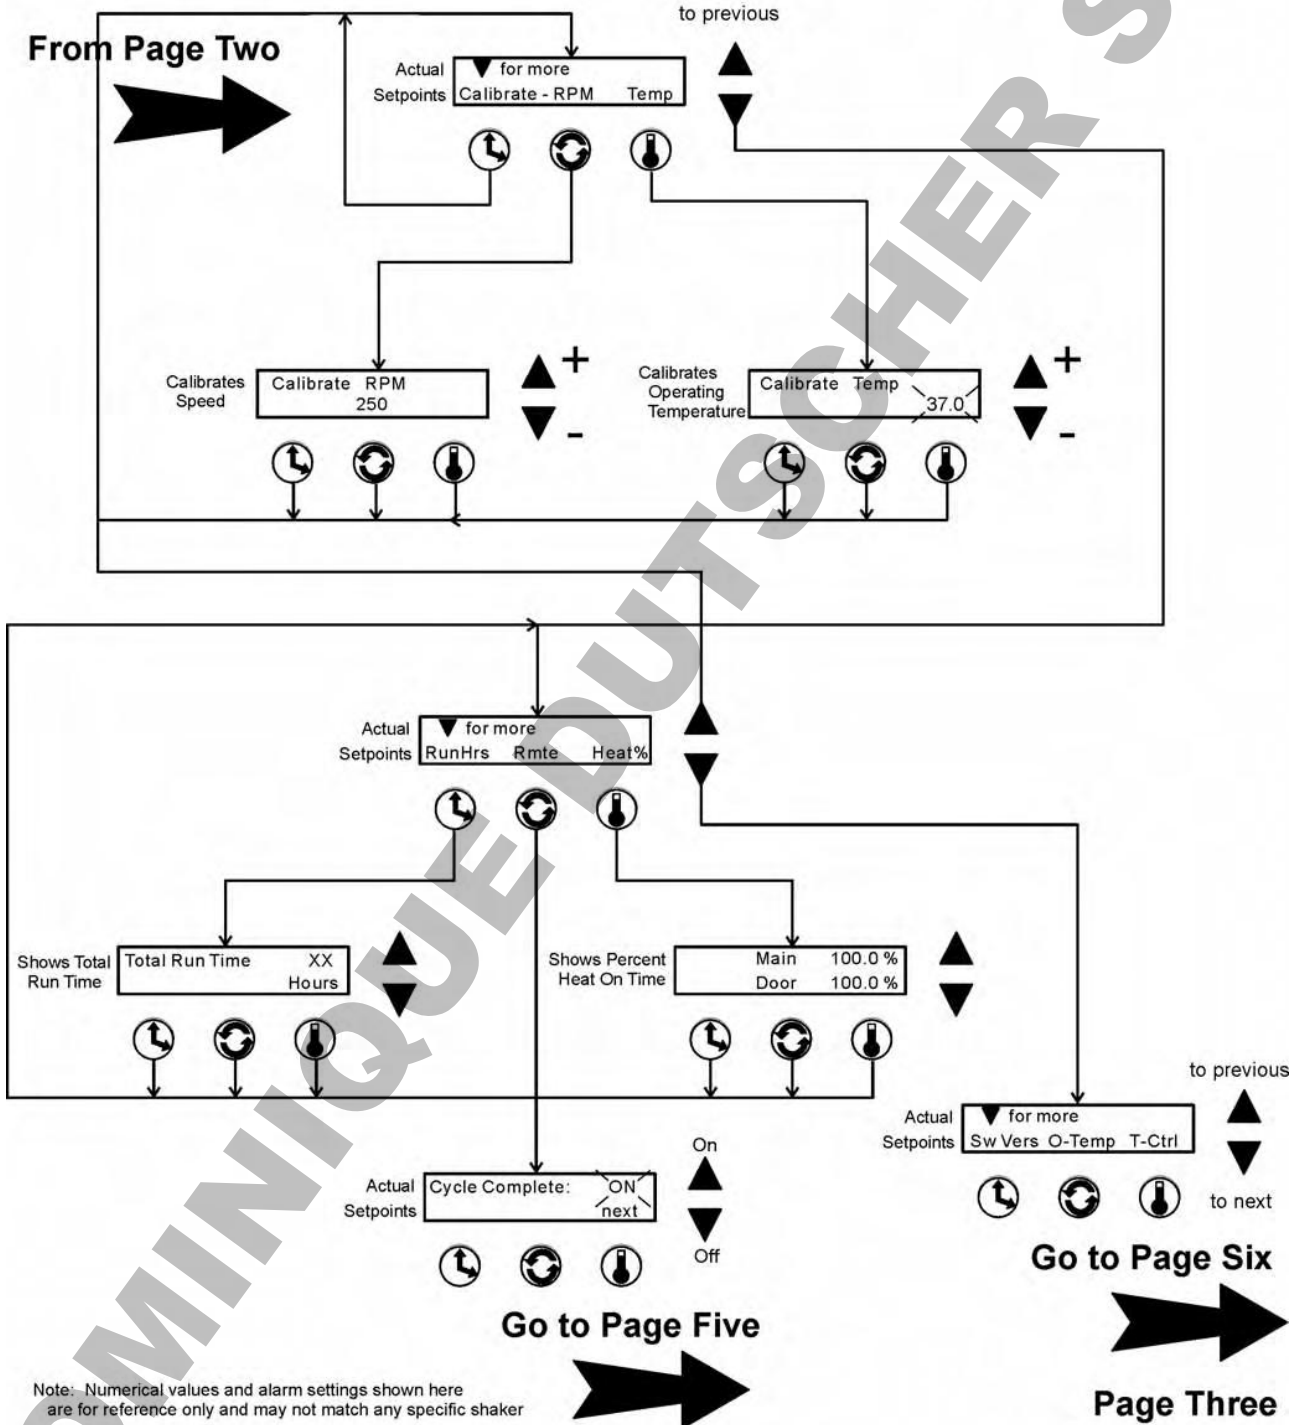 to previous
From Page Two
Actual
Setpoints
▼ for more
Calibrate - RPM Temp
Calibrates
Speed
Calibrate RPM
250
+
-
Calibrates
Operating
Temperature
Calibrate Temp
37.0
+
-
Actual
Setpoints
▼ for more
RunHrs Rmte Heat%
Shows Total
Run Time
Total Run Time XX
Hours
Shows Percent
Heat On Time
Main 100.0 %
Door 100.0 %
to previous
Actual
Setpoints
▼ for more
Sw Vers O-Temp T-Ctrl
to next
On
Actual
Setpoints
Cycle Complete: ON
next
Off
Go to Page Six
Go to Page Five
Note: Numerical values and alarm settings shown here
are for reference only and may not match any specific shaker
Page Three
OMINIQUE DUTSCHER S